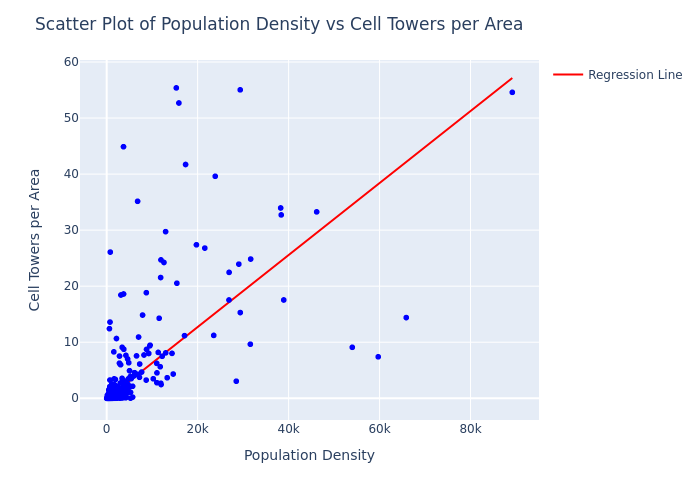 Scatter Plot of Population Density vs Cell Towers per Area
Regression Line
Cell Towers per Area
60
50
40
30
20
10
0
0 20k 40k 60k 80k
Population Density